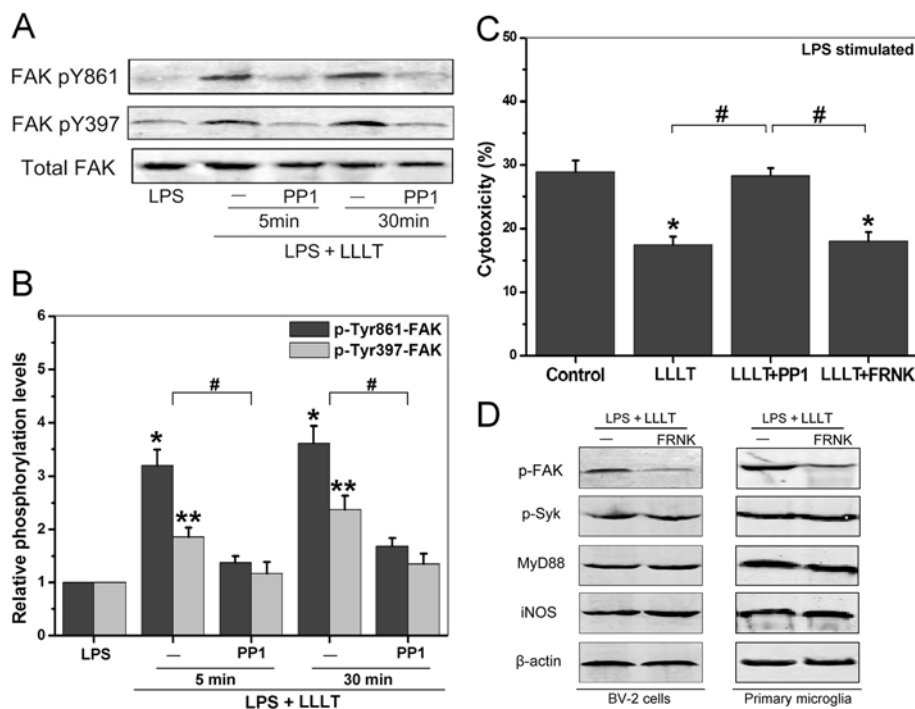 A
FAK pY861
FAK pY397
Total FAK
LPS — PP1 — PP1
5min 30min
LPS + LLLT
B
Relative phosphorylation levels
6
5
4
3
2
1
0
p-Tyr861-FAK
p-Tyr397-FAK
# #
* ** * **
LPS — PP1 — PP1
5 min 30 min
LPS + LLLT
C
LPS stimulated
Cytotoxicity (%)
50
40
30
20
10
0
# #
* *
Control LLLT LLLT+PP1 LLLT+FRNK
D
LPS + LLLT LPS + LLLT
— FRNK — FRNK
p-FAK
p-Syk
MyD88
iNOS
β-actin
BV-2 cells Primary microglia